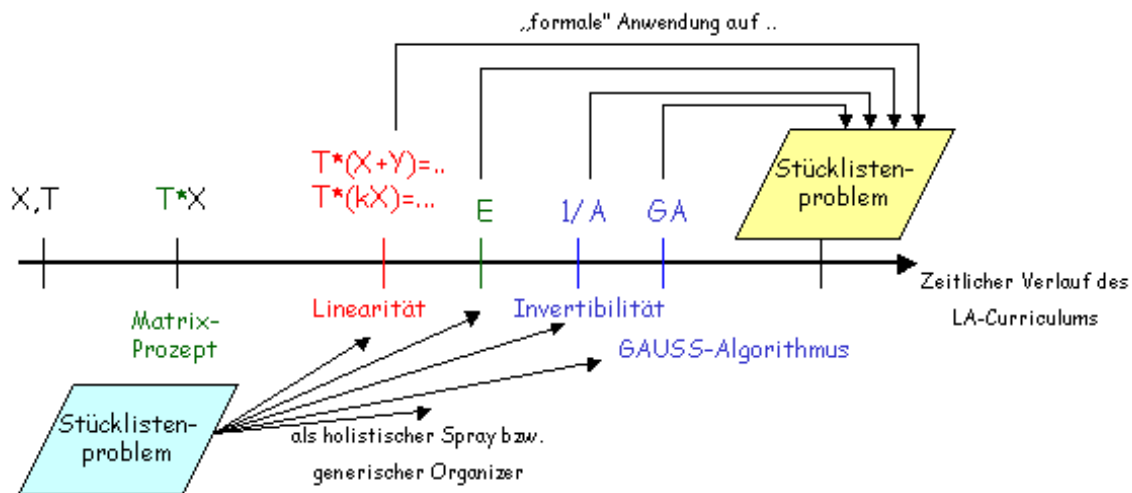 „formale" Anwendung auf ..
T*(X+Y)=..
T*(kX)=...
X,T
T*X
E
1/A
GA
Stücklisten-
problem
Zeitlicher Verlauf des
LA-Curriculums
Linearität
Invertibilität
Matrix-
Prozept
GAUSS-Algorithmus
Stücklisten-
problem
als holistischer Spray bzw.
generischer Organizer